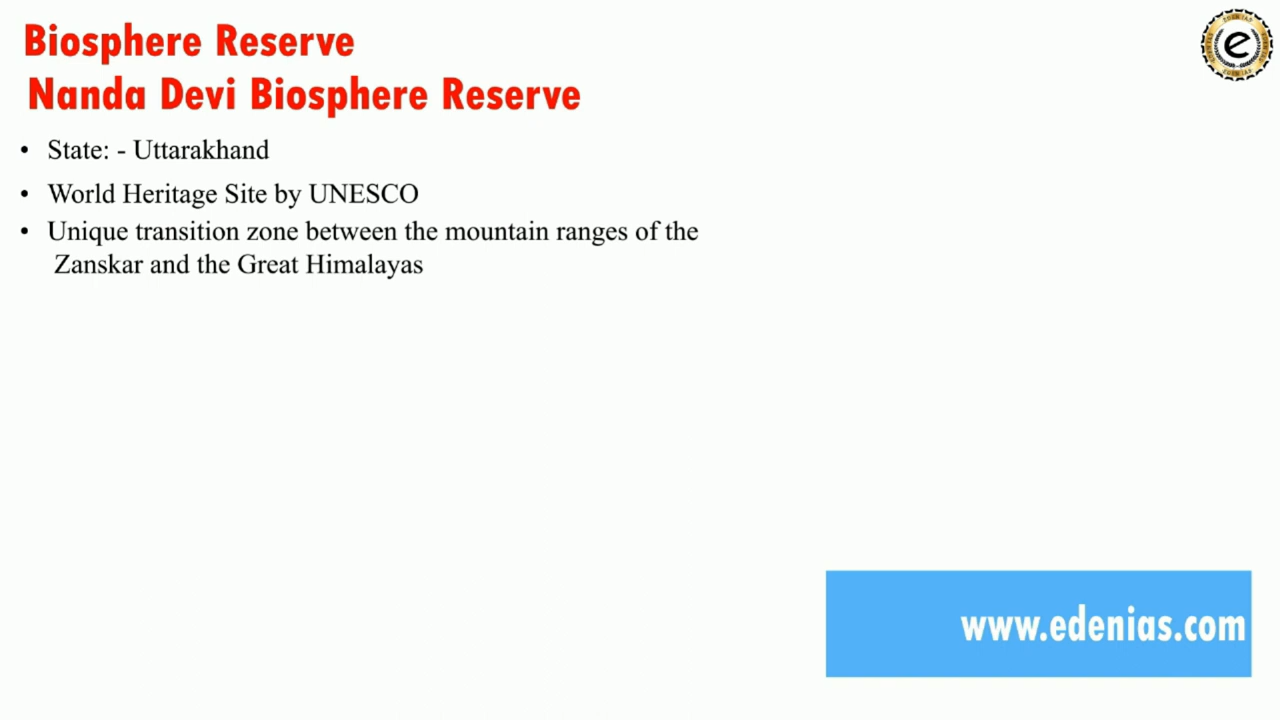 Biosphere Reserve
Nanda Devi Biosphere Reserve
• State: - Uttarakhand
• World Heritage Site by UNESCO
• Unique transition zone between the mountain ranges of the
Zanskar and the Great Himalayas
e
www.edenias.com